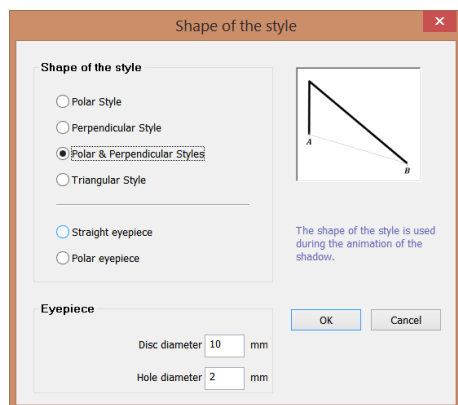 Shape of the style
x
Shape of the style
Polar Style
Perpendicular Style
Polar & Perpendicular Styles
Triangular Style
Straight eyepiece
Polar eyepiece
A
B
The shape of the style is used
during the animation of the
shadow.
Eyepiece
Disc diameter 10 mm
Hole diameter 2 mm
OK
Cancel